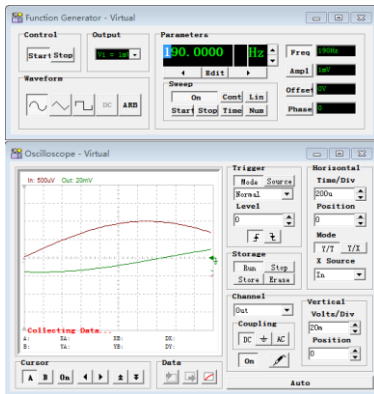 Function Generator - Virtual
Control
Output
Parameters
Start Stop
V1 = 1mV
190.0000 Hz
Edit
Freq 190Hz
Ampl 1mV
Offset 0V
Phase 0
Waveform
DC ARB
Sweep
On Cont Lin
Start Stop Time Num
Oscilloscope - Virtual
In: 500uV Out: 20mV
Collecting Data...
A: XA: XB: DX:
B: YA: YB: DY:
Cursor
A B On
Data
Trigger
Mode Source
Normal
Level
0
Storage
Run Stop
Store Erase
Horizontal
Time/Div
200u
Position
0
Mode
Y/T Y/X
X Source
In
Channel
Out
Coupling
DC AC
On
Vertical
Volts/Div
20m
Position
0
Auto